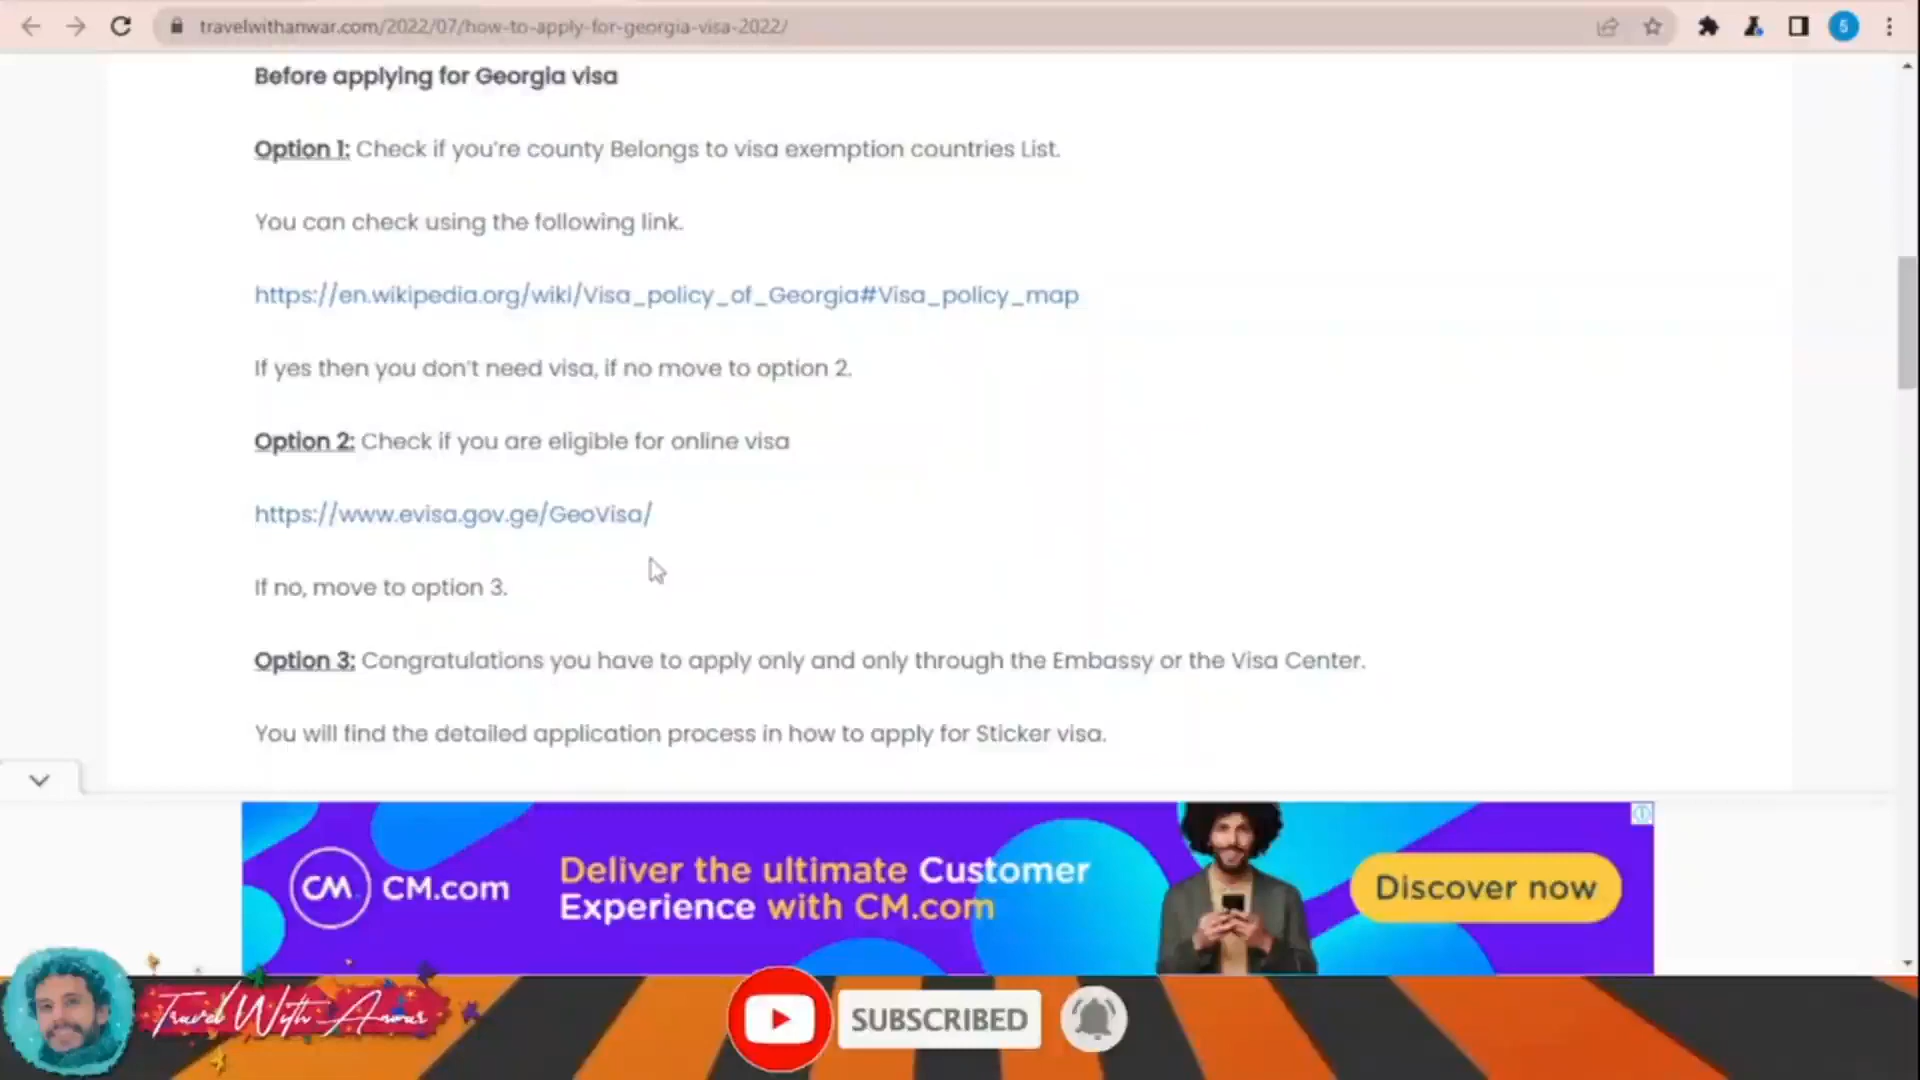 travelwithanwar.com/2022/07/how-to-apply-for-georgia-visa-2022/
5
Before applying for Georgia visa
Option 1: Check if you're county Belongs to visa exemption countries List.
You can check using the following link.
https://en.wikipedia.org/wiki/Visa_policy_of_Georgia#Visa_policy_map
If yes then you don't need visa, if no move to option 2.
Option 2: Check if you are eligible for online visa
https://www.evisa.gov.ge/GeoVisa/
If no, move to option 3.
Option 3: Congratulations you have to apply only and only through the Embassy or the Visa Center.
You will find the detailed application process in how to apply for Sticker visa.
CM. CM.com
Deliver the ultimate Customer
Experience with CM.com
Discover now
Travel With Anwar
SUBSCRIBED